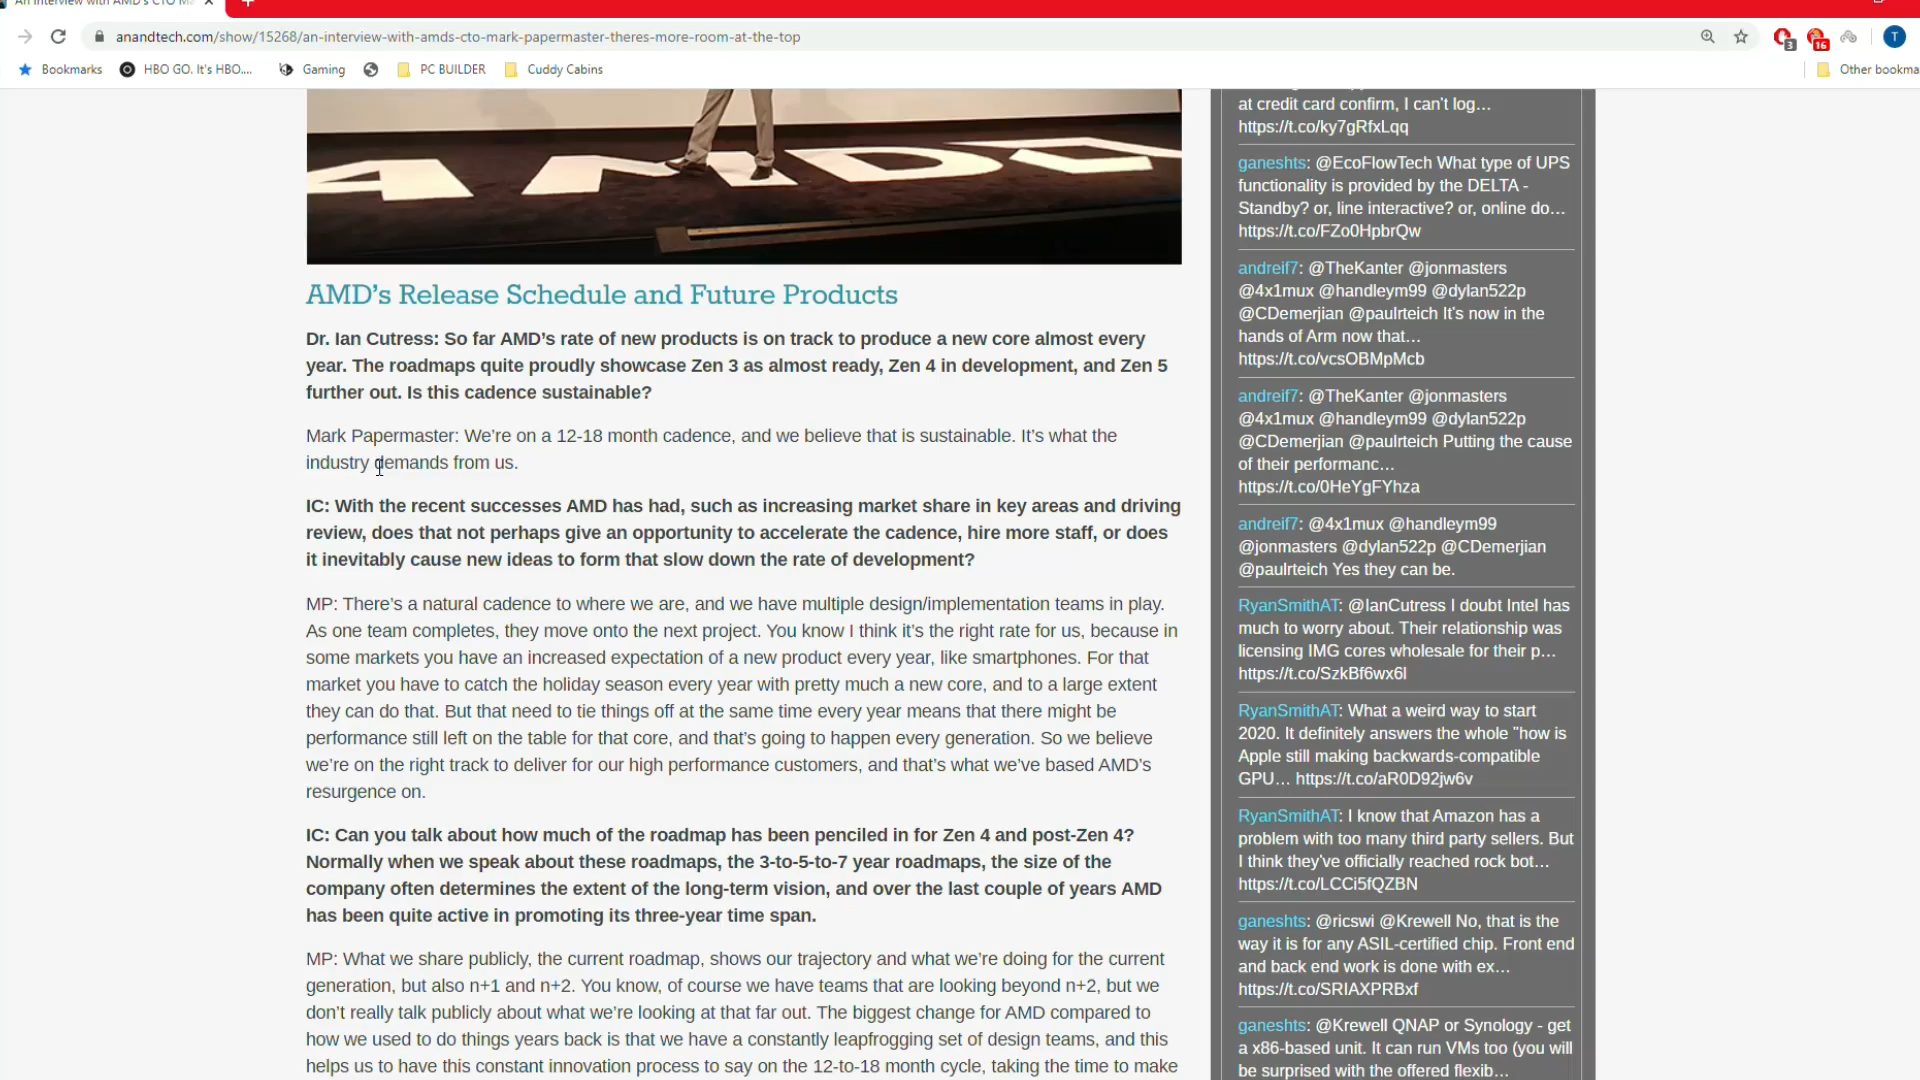 An Interview with AMD's CTO Ma
anandtech.com/show/15268/an-interview-with-amds-cto-mark-papermaster-theres-more-room-at-the-top
3
16
T
Bookmarks
HBO GO. It's HBO....
Gaming
PC BUILDER
Cuddy Cabins
Other bookma
AMD
AMD’s Release Schedule and Future Products
Dr. Ian Cutress: So far AMD’s rate of new products is on track to produce a new core almost every
year. The roadmaps quite proudly showcase Zen 3 as almost ready, Zen 4 in development, and Zen 5
further out. Is this cadence sustainable?
Mark Papermaster: We’re on a 12-18 month cadence, and we believe that is sustainable. It’s what the
industry demands from us.
IC: With the recent successes AMD has had, such as increasing market share in key areas and driving
review, does that not perhaps give an opportunity to accelerate the cadence, hire more staff, or does
it inevitably cause new ideas to form that slow down the rate of development?
MP: There’s a natural cadence to where we are, and we have multiple design/implementation teams in play.
As one team completes, they move onto the next project. You know I think it’s the right rate for us, because in
some markets you have an increased expectation of a new product every year, like smartphones. For that
market you have to catch the holiday season every year with pretty much a new core, and to a large extent
they can do that. But that need to tie things off at the same time every year means that there might be
performance still left on the table for that core, and that’s going to happen every generation. So we believe
we’re on the right track to deliver for our high performance customers, and that’s what we’ve based AMD’s
resurgence on.
IC: Can you talk about how much of the roadmap has been penciled in for Zen 4 and post-Zen 4?
Normally when we speak about these roadmaps, the 3-to-5-to-7 year roadmaps, the size of the
company often determines the extent of the long-term vision, and over the last couple of years AMD
has been quite active in promoting its three-year time span.
MP: What we share publicly, the current roadmap, shows our trajectory and what we’re doing for the current
generation, but also n+1 and n+2. You know, of course we have teams that are looking beyond n+2, but we
don’t really talk publicly about what we’re looking at that far out. The biggest change for AMD compared to
how we used to do things years back is that we have a constantly leapfrogging set of design teams, and this
helps us to have this constant innovation process to say on the 12-to-18 month cycle, taking the time to make
at credit card confirm, I can't log…
https://t.co/ky7gRfxLqq
ganeshts: @EcoFlowTech What type of UPS
functionality is provided by the DELTA -
Standby? or, line interactive? or, online do…
https://t.co/FZo0HpbrQw
andreif7: @TheKanter @jonmasters
@4x1mux @handleym99 @dylan522p
@CDemerjian @paulrteich It's now in the
hands of Arm now that…
https://t.co/vcsOBMpMcb
andreif7: @TheKanter @jonmasters
@4x1mux @handleym99 @dylan522p
@CDemerjian @paulrteich Putting the cause
of their performanc…
https://t.co/0HeYgFYhza
andreif7: @4x1mux @handleym99
@jonmasters @dylan522p @CDemerjian
@paulrteich Yes they can be.
RyanSmithAT: @IanCutress I doubt Intel has
much to worry about. Their relationship was
licensing IMG cores wholesale for their p…
https://t.co/SzkBf6wx6l
RyanSmithAT: What a weird way to start
2020. It definitely answers the whole "how is
Apple still making backwards-compatible
GPU… https://t.co/aR0D92jw6v
RyanSmithAT: I know that Amazon has a
problem with too many third party sellers. But
I think they've officially reached rock bot…
https://t.co/LCCi5fQZBN
ganeshts: @ricswi @Krewell No, that is the
way it is for any ASIL-certified chip. Front end
and back end work is done with ex…
https://t.co/SRIAXPRBxf
ganeshts: @Krewell QNAP or Synology - get
a x86-based unit. It can run VMs too (you will
be surprised with the offered flexib…